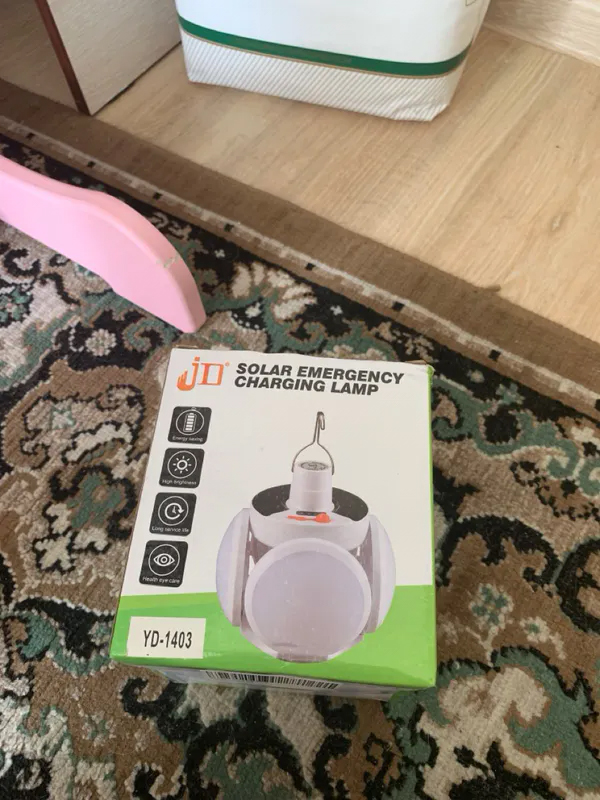 JD® SOLAR EMERGENCY
CHARGING LAMP
Energy saving
High brightness
Long service life
Health eye care
YD-1403